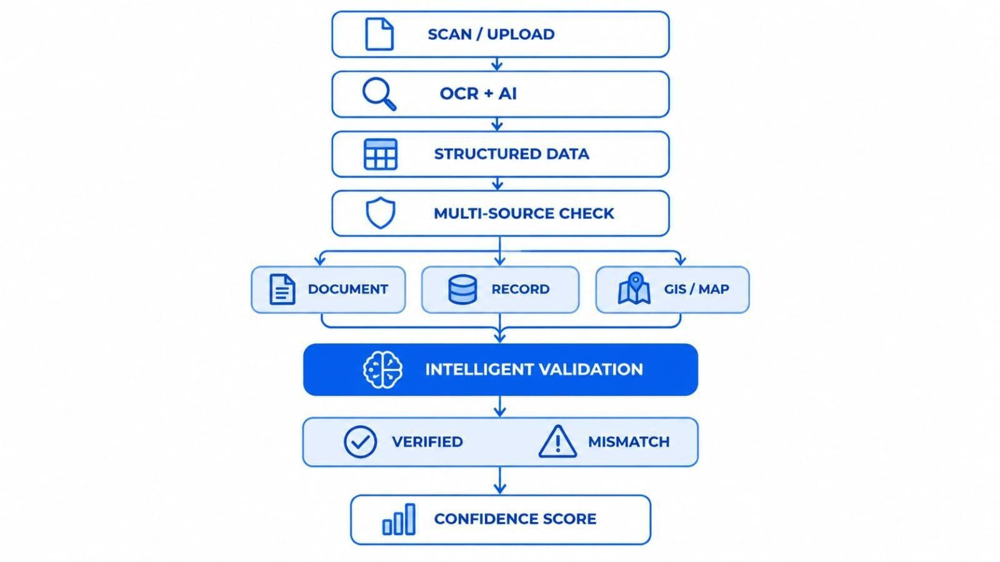 SCAN / UPLOAD
OCR + AI
STRUCTURED DATA
MULTI-SOURCE CHECK
DOCUMENT
RECORD
GIS / MAP
INTELLIGENT VALIDATION
VERIFIED
MISMATCH
CONFIDENCE SCORE